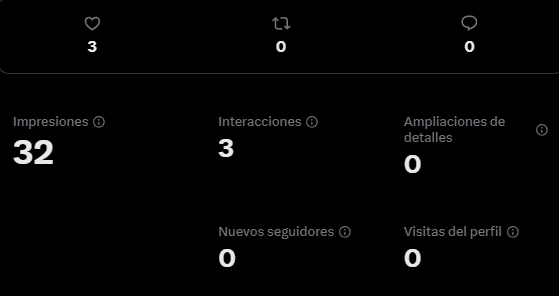 3 0 0
Impresiones Interacciones Ampliaciones de
detalles
32 3 0
Nuevos seguidores Visitas del perfil
0 0